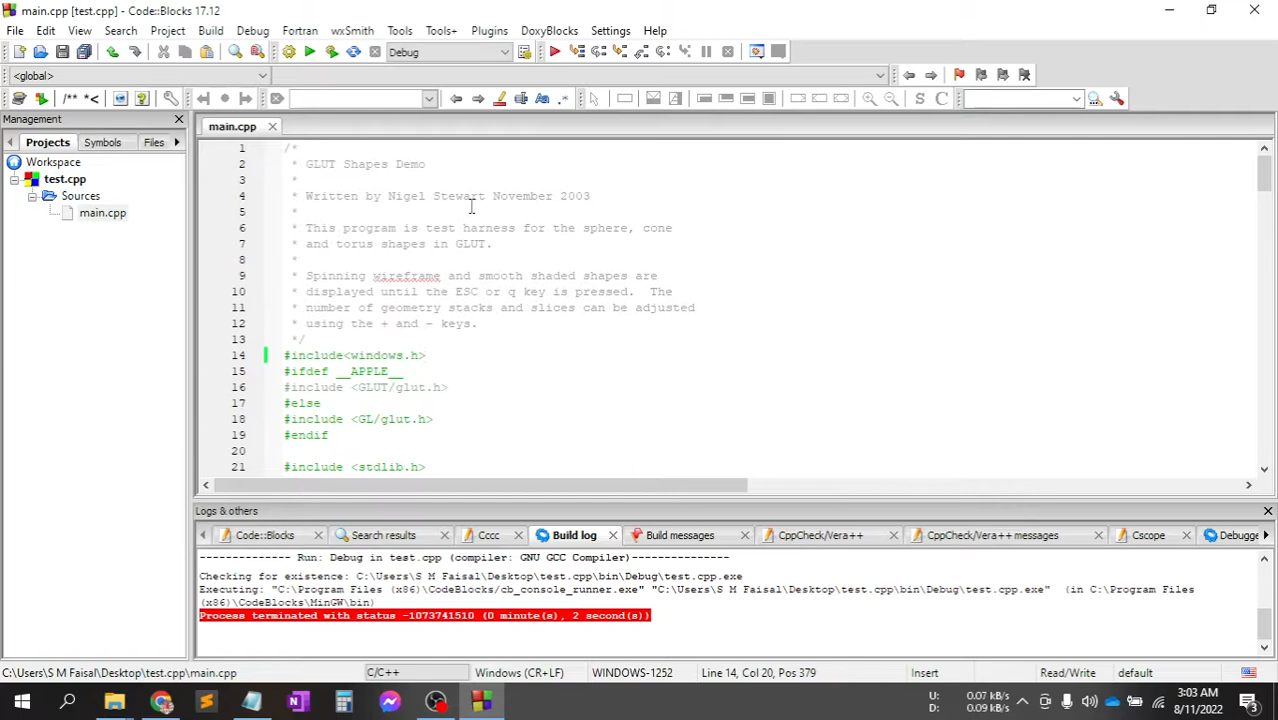 main.cpp [test.cpp] - Code::Blocks 17.12
File Edit View Search Project Build Debug Fortran wxSmith Tools Tools+ Plugins DoxyBlocks Settings Help
Debug
<global>
/** *<
Aa .*
S C
Management
Projects Symbols Files
Workspace
test.cpp
Sources
main.cpp
main.cpp
1 /*
2 * GLUT Shapes Demo
3 *
4 * Written by Nigel Stewart November 2003
5 *
6 * This program is test harness for the sphere, cone
7 * and torus shapes in GLUT.
8 *
9 * Spinning wireframe and smooth shaded shapes are
10 * displayed until the ESC or q key is pressed.  The
11 * number of geometry stacks and slices can be adjusted
12 * using the + and - keys.
13 */
14 #include<windows.h>
15 #ifdef __APPLE__
16 #include <GLUT/glut.h>
17 #else
18 #include <GL/glut.h>
19 #endif
20
21 #include <stdlib.h>
Logs & others
Code::Blocks Search results Cccc Build log Build messages CppCheck/Vera++ CppCheck/Vera++ messages Cscope Debugge
-------------- Run: Debug in test.cpp (compiler: GNU GCC Compiler)---------------
Checking for existence: C:\Users\S M Faisal\Desktop\test.cpp\bin\Debug\test.cpp.exe
Executing: "C:\Program Files (x86)\CodeBlocks/cb_console_runner.exe" "C:\Users\S M Faisal\Desktop\test.cpp\bin\Debug\test.cpp.exe"  (in C:\Program Files
(x86)\CodeBlocks\MinGW\bin)
Process terminated with status -1073741510 (0 minute(s), 2 second(s))
C:\Users\S M Faisal\Desktop\test.cpp\main.cpp C/C++ Windows (CR+LF) WINDOWS-1252 Line 14, Col 20, Pos 379 Insert Read/Write default
U: 0.07 kB/s
D: 0.09 kB/s
3:03 AM
8/11/2022
3